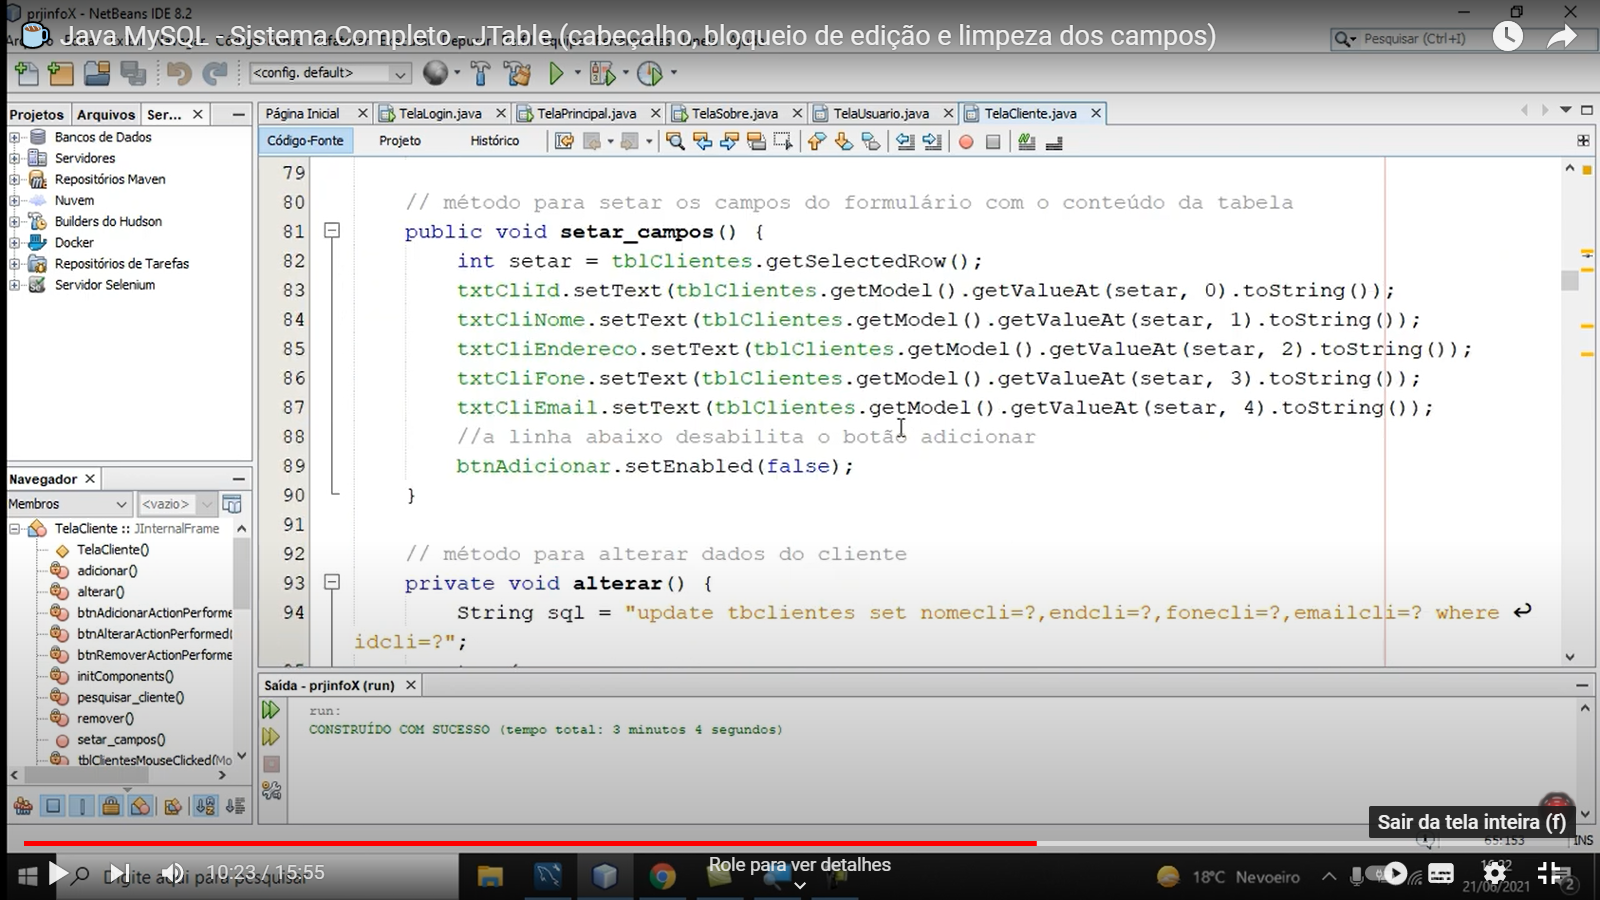 prjinfoX - NetBeans IDE 8.2
Java MySQL - Sistema Completo - JTable (cabeçalho,bloqueio de edição e limpeza dos campos)
Pesquisar (Ctrl+I)
<config. default>
Projetos
Arquivos
Ser...
Página Inicial
TelaLogin.java
TelaPrincipal.java
TelaSobre.java
TelaUsuario.java
TelaCliente.java
Código-Fonte
Projeto
Histórico
Bancos de Dados
Servidores
Repositórios Maven
Nuvem
Builders do Hudson
Docker
Repositórios de Tarefas
Servidor Selenium
79
80 // método para setar os campos do formulário com o conteúdo da tabela
81 public void setar_campos() {
82 int setar = tblClientes.getSelectedRow();
83 txtCliId.setText(tblClientes.getModel().getValueAt(setar, 0).toString());
84 txtCliNome.setText(tblClientes.getModel().getValueAt(setar, 1).toString());
85 txtCliEndereco.setText(tblClientes.getModel().getValueAt(setar, 2).toString());
86 txtCliFone.setText(tblClientes.getModel().getValueAt(setar, 3).toString());
87 txtCliEmail.setText(tblClientes.getModel().getValueAt(setar, 4).toString());
88 //a linha abaixo desabilita o botão adicionar
89 btnAdicionar.setEnabled(false);
90 }
91
92 // método para alterar dados do cliente
93 private void alterar() {
94 String sql = "update tbclientes set nomecli=?,endcli=?,fonecli=?,emailcli=? where
idcli=?";
Navegador
Membros
<vazio>
TelaCliente :: JInternalFrame
TelaCliente()
adicionar()
alterar()
btnAdicionarActionPerforme
btnAlterarActionPerformed(
btnRemoverActionPerforme
initComponents()
pesquisar_cliente()
remover()
setar_campos()
tblClientesMouseClicked(Mo
Saída - prjinfoX (run)
run:
CONSTRUÍDO COM SUCESSO (tempo total: 3 minutos 4 segundos)
Sair da tela inteira (f)
65:153
INS
10:23 / 15:55
Digite aqui para pesquisar
Role para ver detalhes
18°C Nevoeiro
16:22
21/06/2021
2